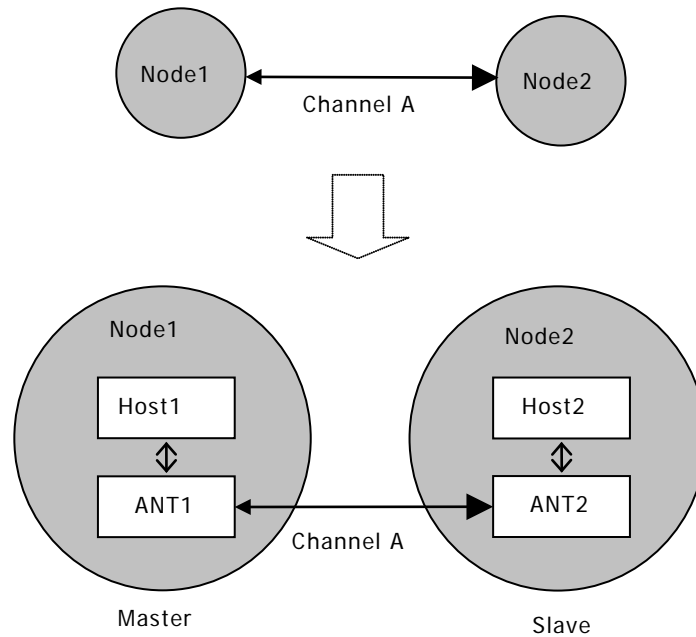 Node1
Node2
Channel A
Node1
Node2
Host1
Host2
ANT1
ANT2
Channel A
Master
Slave